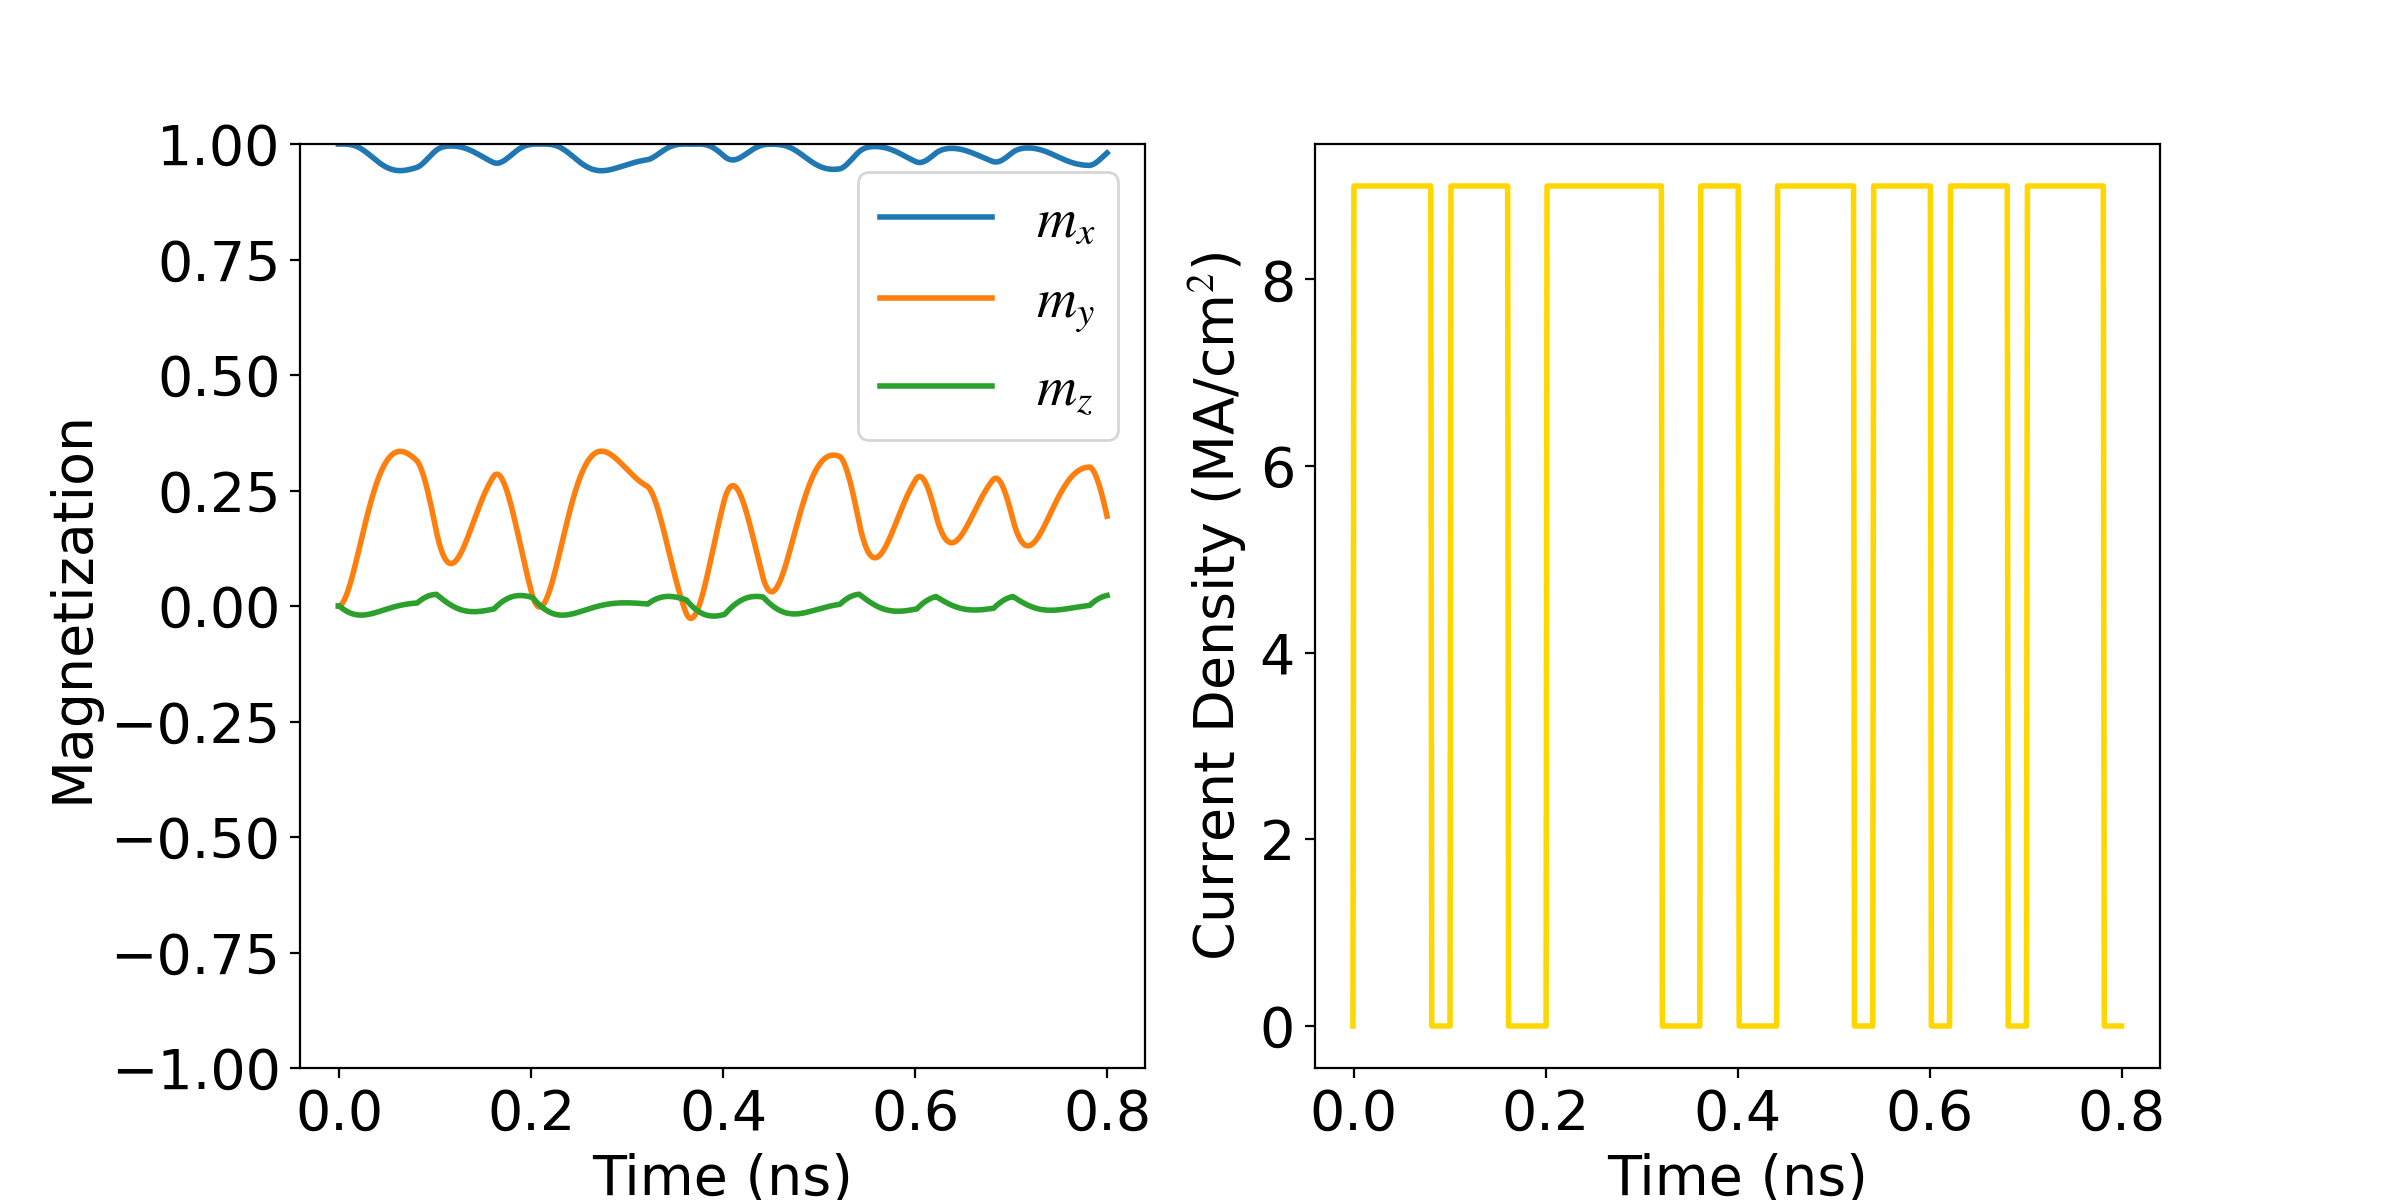 Magnetization
1.00
0.75
0.50
0.25
0.00
−0.25
−0.50
−0.75
−1.00
0.0 0.2 0.4 0.6 0.8
Time (ns)
m_x
m_y
m_z
Current Density (MA/cm²)
8
6
4
2
0
0.0 0.2 0.4 0.6 0.8
Time (ns)